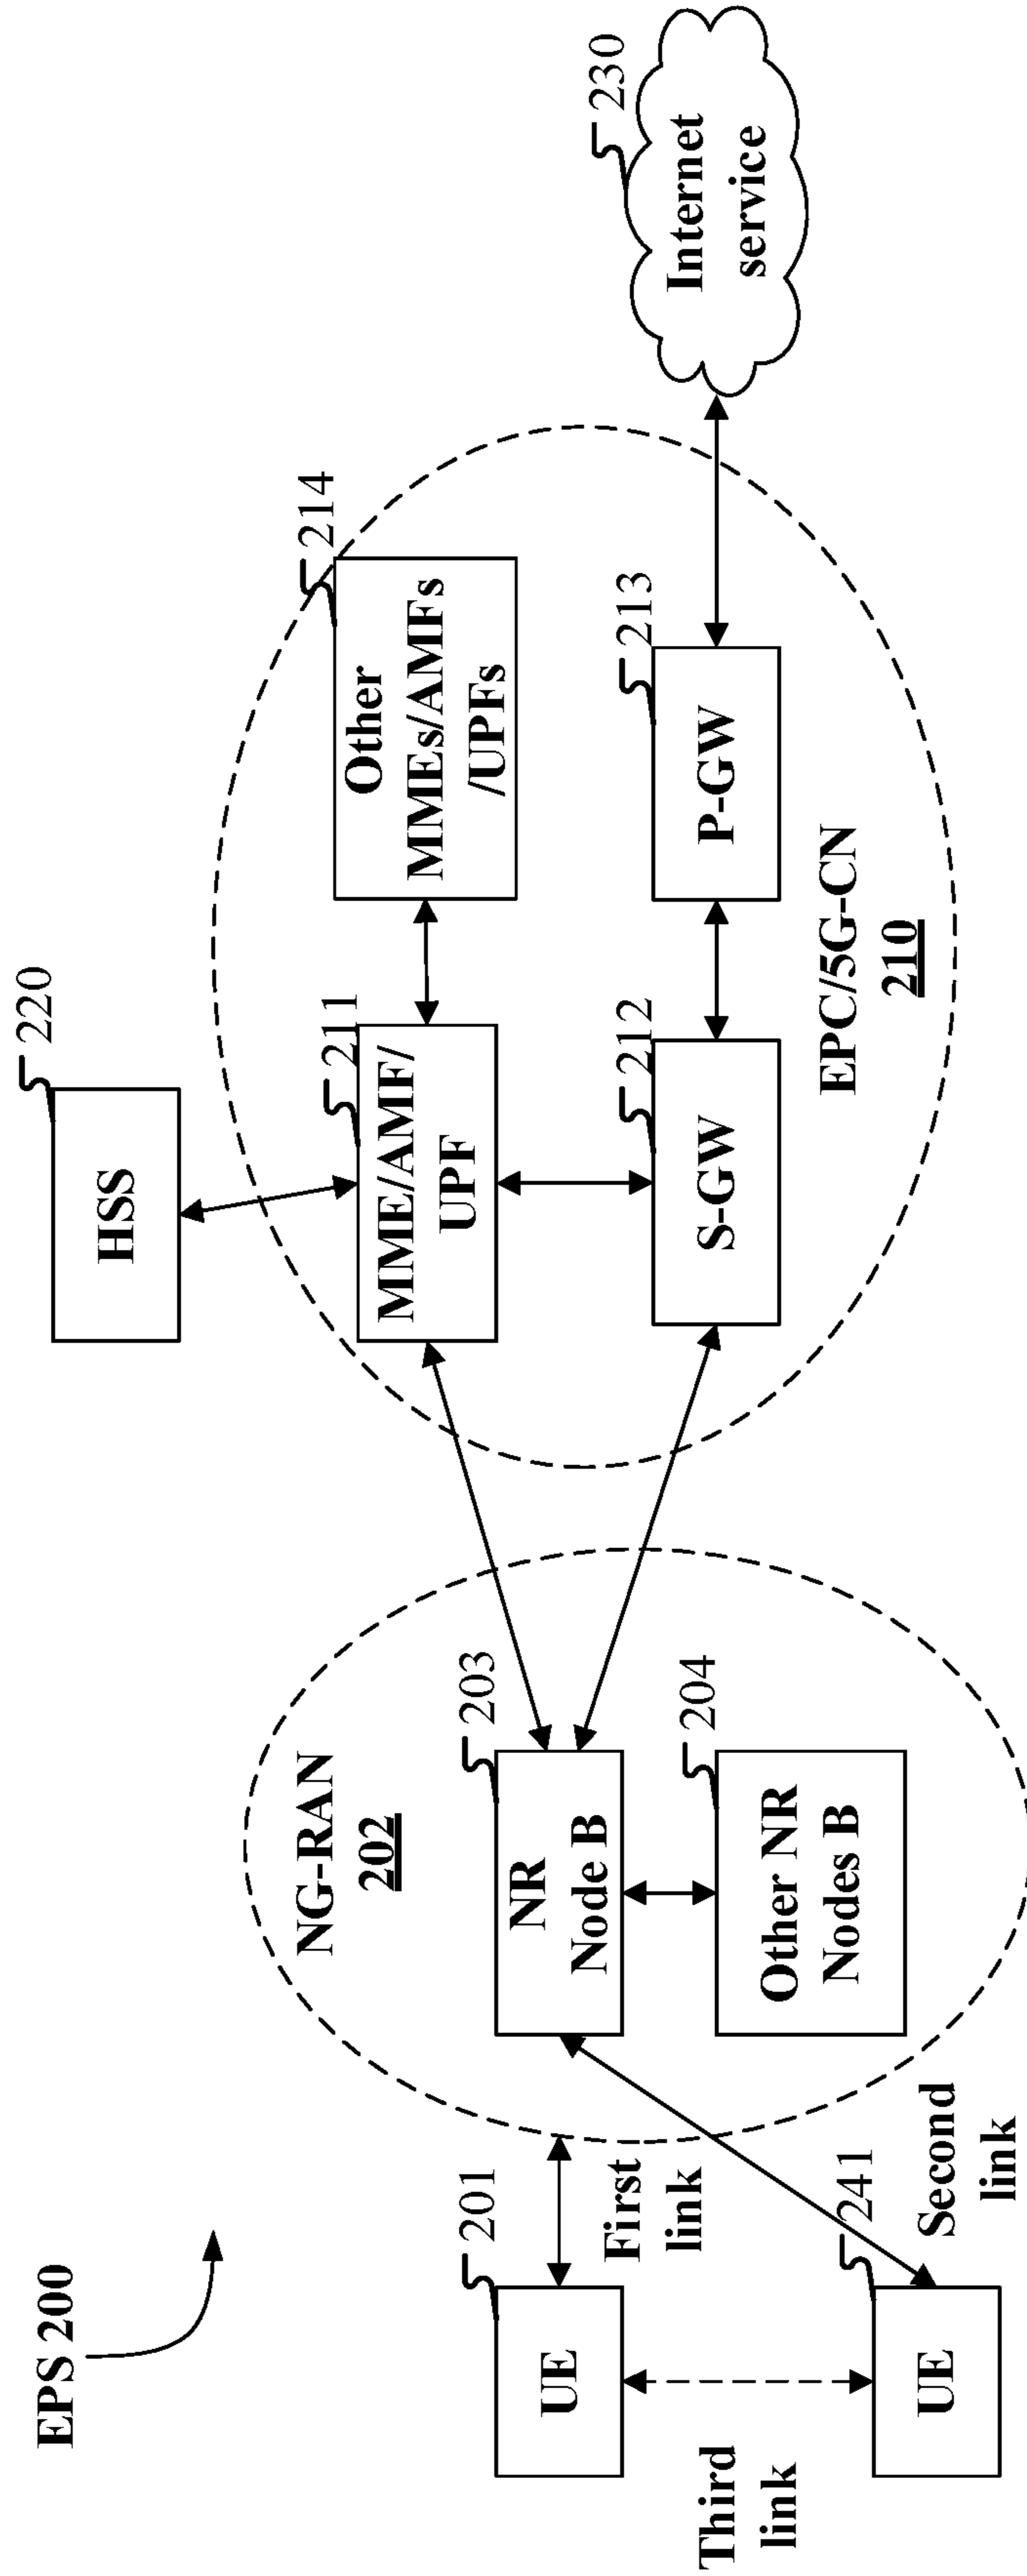 EPS 200
HSS
220
NG-RAN
202
MME/AMF/
UPF
211
Other
MMEs/AMFs
/UPFs
214
Internet
service
230
UE
201
First
link
NR
Node B
203
Third
link
Other NR
Nodes B
204
S-GW
212
P-GW
213
EPC/5G-CN
210
UE
241
Second
link